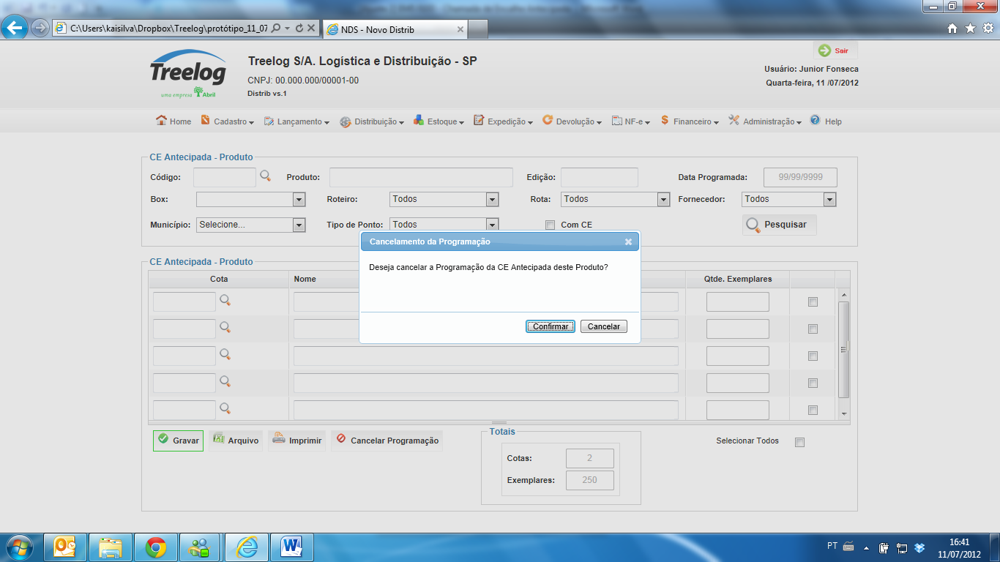 C:\Users\kaisilva\Dropbox\Treelog\protótipo_11_07
NDS - Novo Distrib
Treelog
uma empresa Abril
Treelog S/A. Logística e Distribuição - SP
CNPJ: 00.000.000/00001-00
Distrib vs.1
Sair
Usuário: Junior Fonseca
Quarta-feira, 11 /07/2012
Home Cadastro Lançamento Distribuição Estoque Expedição Devolução NF-e Financeiro Administração Help
CE Antecipada - Produto
Código: Produto: Edição: Data Programada: 99/99/9999
Box: Roteiro: Todos Rota: Todos Fornecedor: Todos
Município: Selecione... Tipo de Ponto: Todos Com CE Pesquisar
Cancelamento da Programação
Deseja cancelar a Programação da CE Antecipada deste Produto?
Confirmar Cancelar
CE Antecipada - Produto
Cota Nome Qtde. Exemplares
Gravar Arquivo Imprimir Cancelar Programação
Totais
Cotas: 2
Exemplares: 250
Selecionar Todos
PT
16:41
11/07/2012